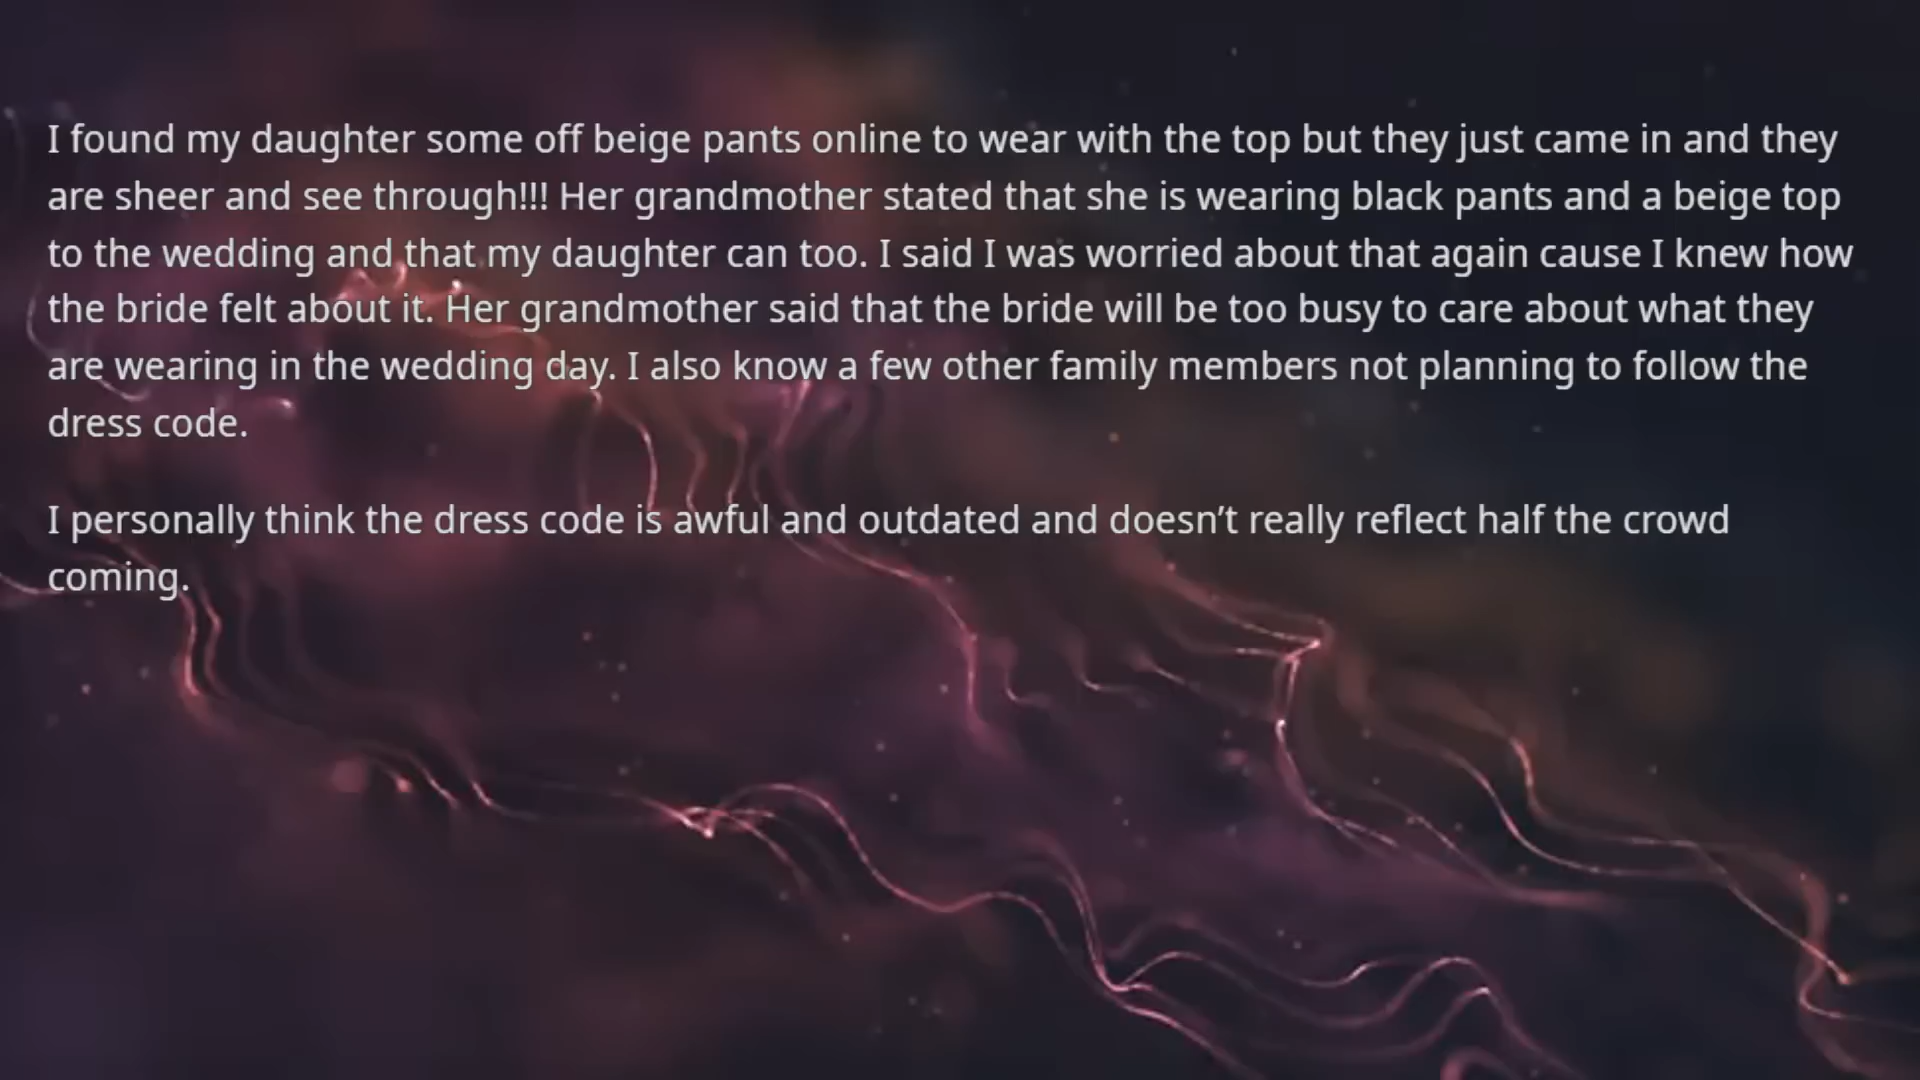 I found my daughter some off beige pants online to wear with the top but they just came in and they
are sheer and see through!!! Her grandmother stated that she is wearing black pants and a beige top
to the wedding and that my daughter can too. I said I was worried about that again cause I knew how
the bride felt about it. Her grandmother said that the bride will be too busy to care about what they
are wearing in the wedding day. I also know a few other family members not planning to follow the
dress code.
I personally think the dress code is awful and outdated and doesn’t really reflect half the crowd
coming.